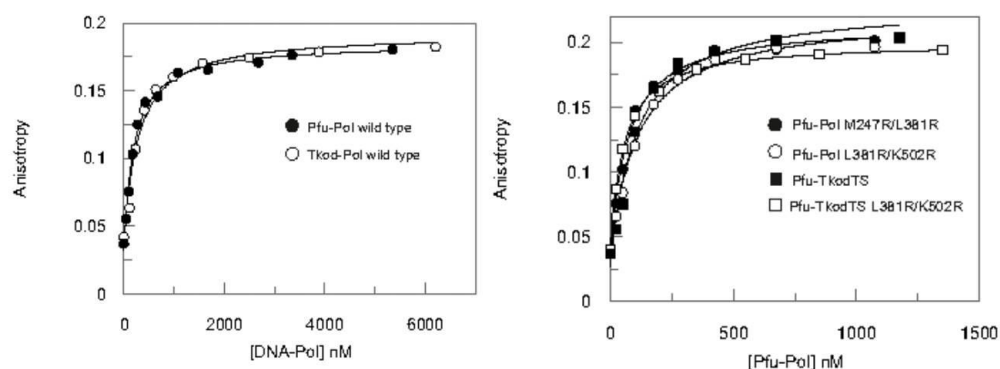 0.2
0.15
0.1
0.05
0
Anisotropy
0 2000 4000 6000
[DNA-Pol] nM
Pfu-Pol wild type
Tkod-Pol wild type
0.2
0.15
0.1
0.05
0
Anisotropy
0 500 1000 1500
[Pfu-Pol] nM
Pfu-Pol M247R/L381R
Pfu-Pol L381R/K502R
Pfu-TkodTS
Pfu-TkodTS L381R/K502R